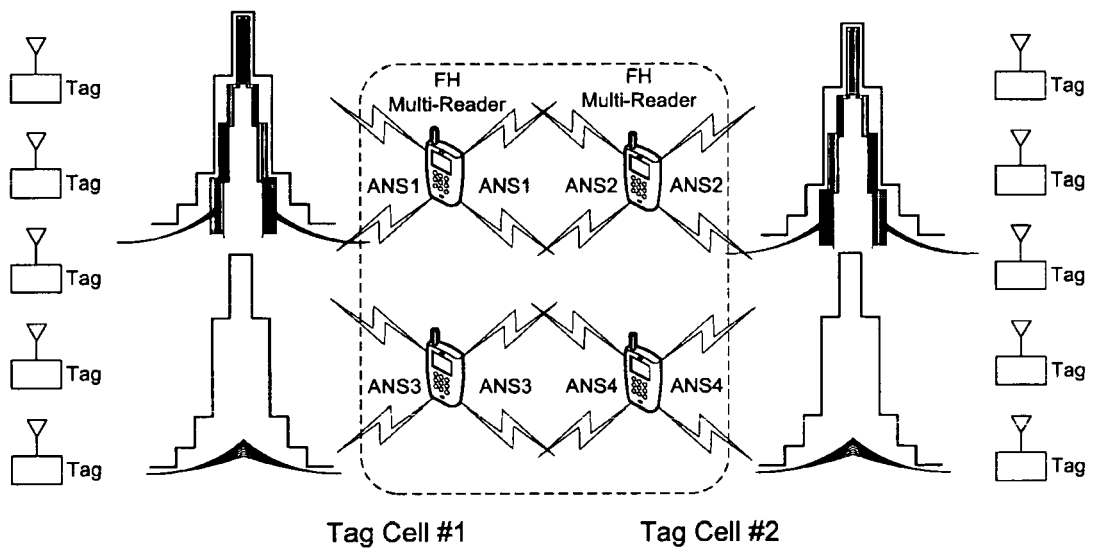 Tag
Tag
Tag
Tag
Tag
FH
Multi-Reader
FH
Multi-Reader
ANS1
ANS1
ANS2
ANS2
ANS3
ANS3
ANS4
ANS4
Tag
Tag
Tag
Tag
Tag
Tag Cell #1
Tag Cell #2